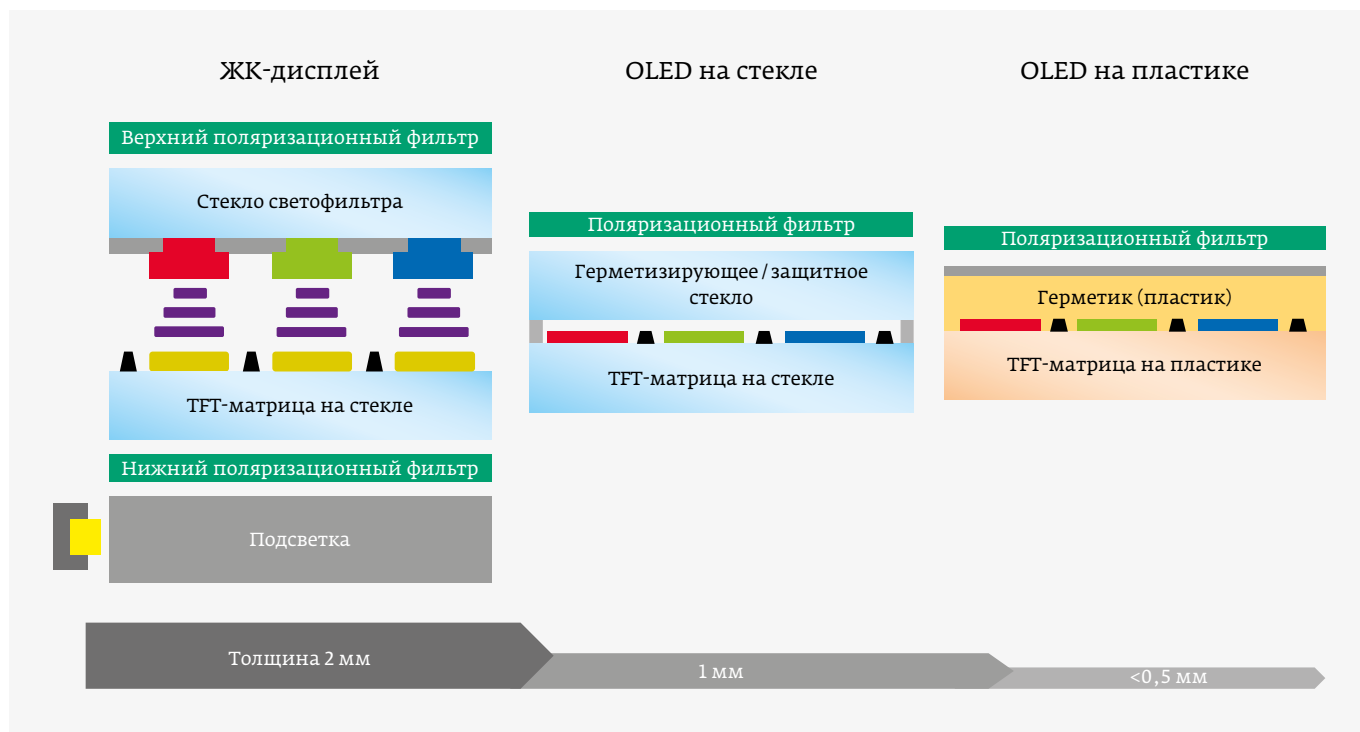 ЖК-дисплей
Верхний поляризационный фильтр
Стекло светофильтра
TFT-матрица на стекле
Нижний поляризационный фильтр
Подсветка
OLED на стекле
Поляризационный фильтр
Герметизирующее / защитное
стекло
TFT-матрица на стекле
OLED на пластике
Поляризационный фильтр
Герметик (пластик)
TFT-матрица на пластике
Толщина 2 мм
1 мм
<0,5 мм